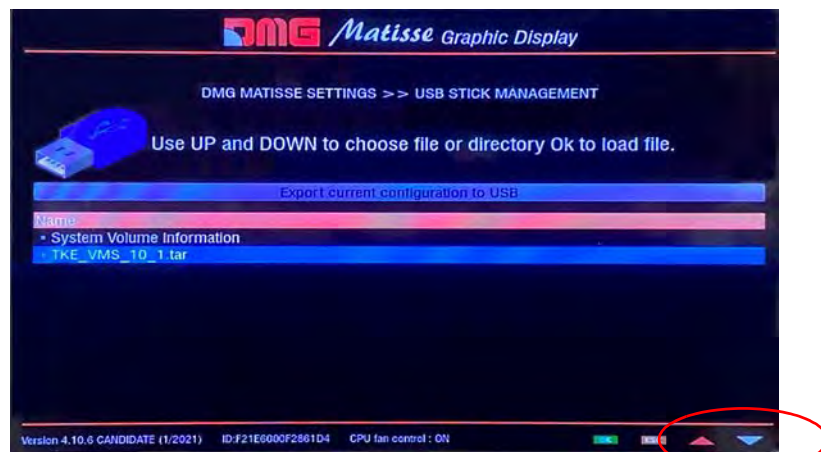 DMG Matisse Graphic Display
DMG MATISSE SETTINGS >> USB STICK MANAGEMENT
Use UP and DOWN to choose file or directory Ok to load file.
Export current configuration to USB
Name
System Volume Information
TKE_VMS_10_1.tar
Version 4.10.6 CANDIDATE (1/2021) ID:F21E6000F2861D4 CPU fan control : ON OK ESC